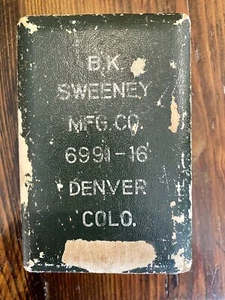 B.K.
SWEENEY
MFG.CO.
6991-16
DENVER
COLO.